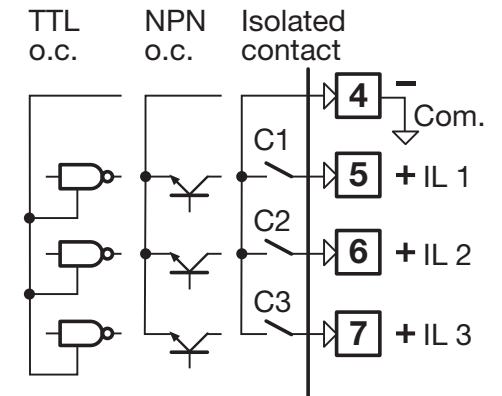 TTL NPN Isolated
o.c. o.c. contact
4 −
Com.
C1
5 + IL 1
C2
6 + IL 2
C3
7 + IL 3